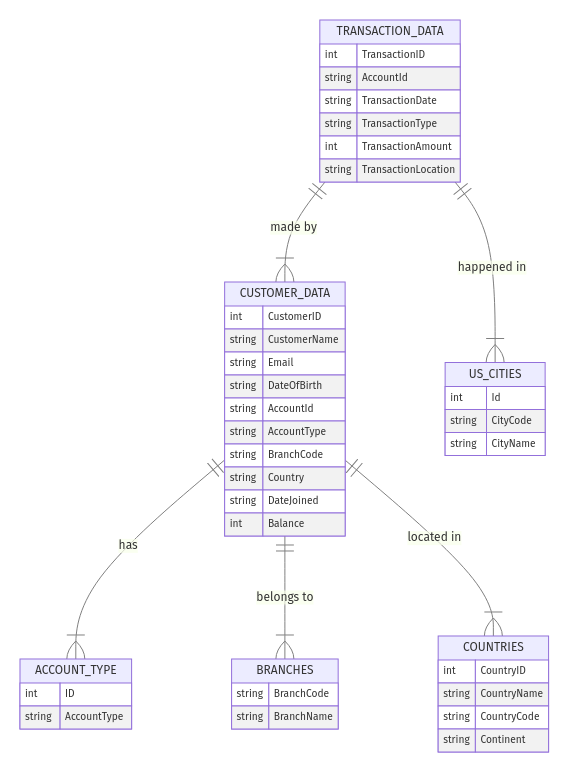 TRANSACTION_DATA
int TransactionID
string AccountId
string TransactionDate
string TransactionType
int TransactionAmount
string TransactionLocation
made by
happened in
CUSTOMER_DATA
int CustomerID
string CustomerName
string Email
string DateOfBirth
string AccountId
string AccountType
string BranchCode
string Country
string DateJoined
int Balance
US_CITIES
int Id
string CityCode
string CityName
has
belongs to
located in
ACCOUNT_TYPE
int ID
string AccountType
BRANCHES
string BranchCode
string BranchName
COUNTRIES
int CountryID
string CountryName
string CountryCode
string Continent